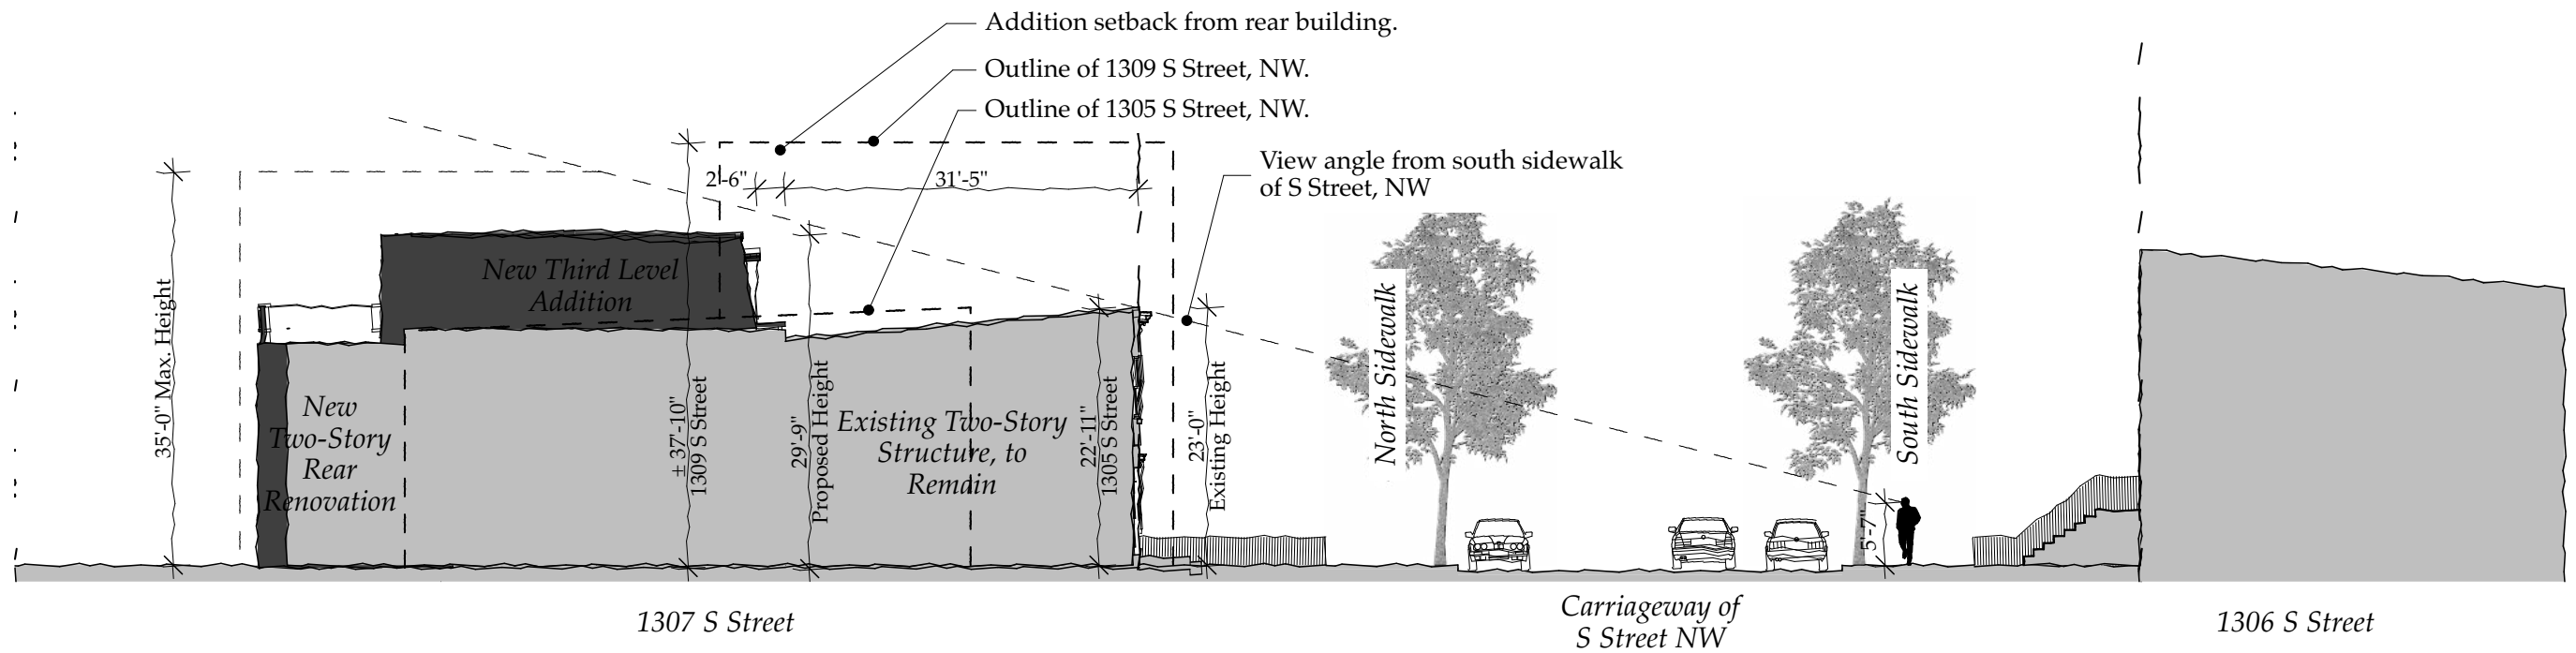 Addition setback from rear building.
Outline of 1309 S Street, NW.
Outline of 1305 S Street, NW.
View angle from south sidewalk
of S Street, NW
2'-6"
31'-5"
35'-0" Max. Height
New Third Level
Addition
New
Two-Story
Rear
Renovation
± 37'-10"
1309 S Street
29'-9"
Proposed Height
Existing Two-Story
Structure, to
Remain
22'-11"
1305 S Street
23'-0"
Existing Height
North Sidewalk
South Sidewalk
5'-7"
1307 S Street
Carriageway of
S Street NW
1306 S Street